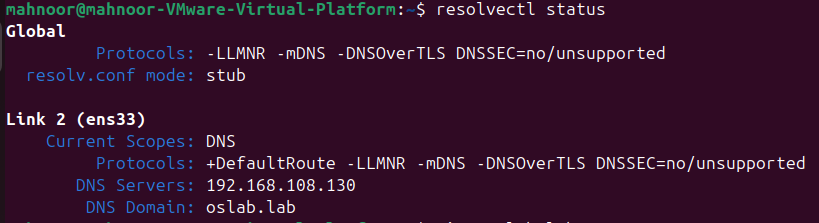 mahnoor@mahnoor-VMware-Virtual-Platform:~$ resolvectl status
Global
Protocols: -LLMNR -mDNS -DNSOverTLS DNSSEC=no/unsupported
resolv.conf mode: stub
Link 2 (ens33)
Current Scopes: DNS
Protocols: +DefaultRoute -LLMNR -mDNS -DNSOverTLS DNSSEC=no/unsupported
DNS Servers: 192.168.108.130
DNS Domain: oslab.lab